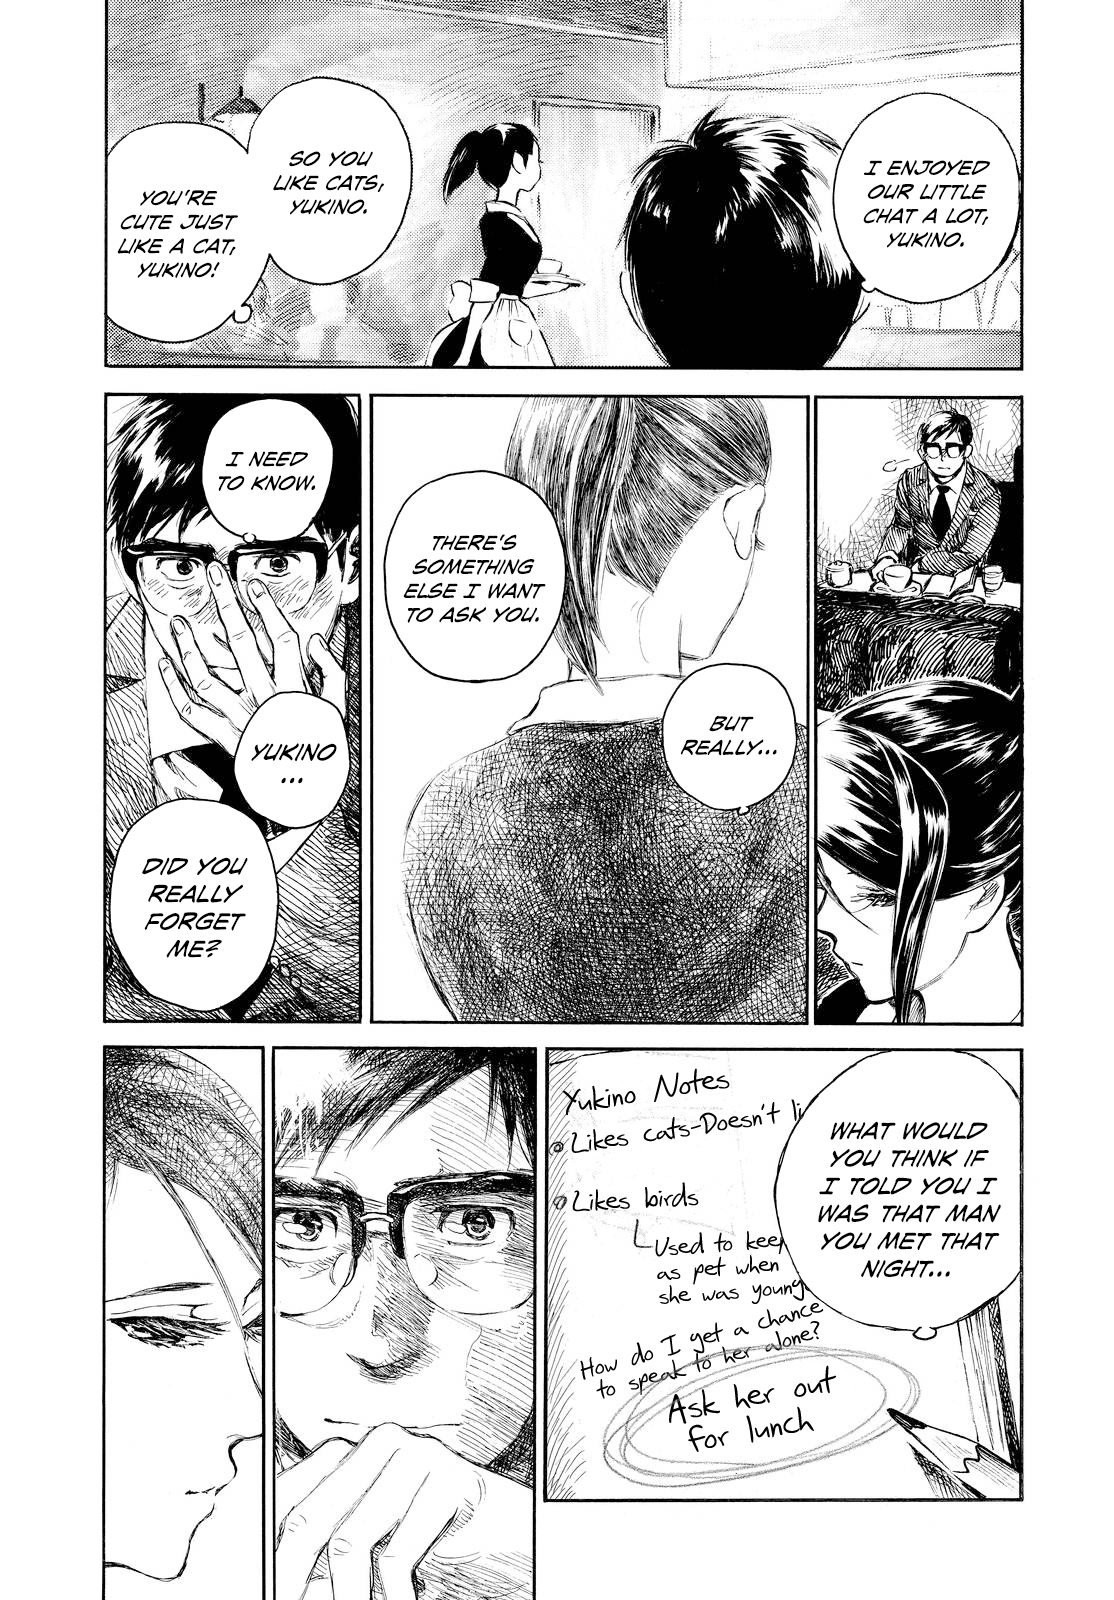 I ENJOYED
OUR LITTLE
CHAT A LOT,
YUKINO.
SO YOU
LIKE CATS,
YUKINO.
YOU'RE
CUTE JUST
LIKE A CAT,
YUKINO!
BUT
REALLY...
THERE'S
SOMETHING
ELSE I WANT
TO ASK YOU.
I NEED
TO KNOW.
YUKINO
...
DID YOU
REALLY
FORGET
ME?
WHAT WOULD
YOU THINK IF
I TOLD YOU I
WAS THAT MAN
YOU MET THAT
NIGHT...
Yukino Notes
Likes cats-Doesn't
Likes birds
Used to keep
as pet when
she was
How do I get a chance
to speak to her alone?
Ask her out
for lunch